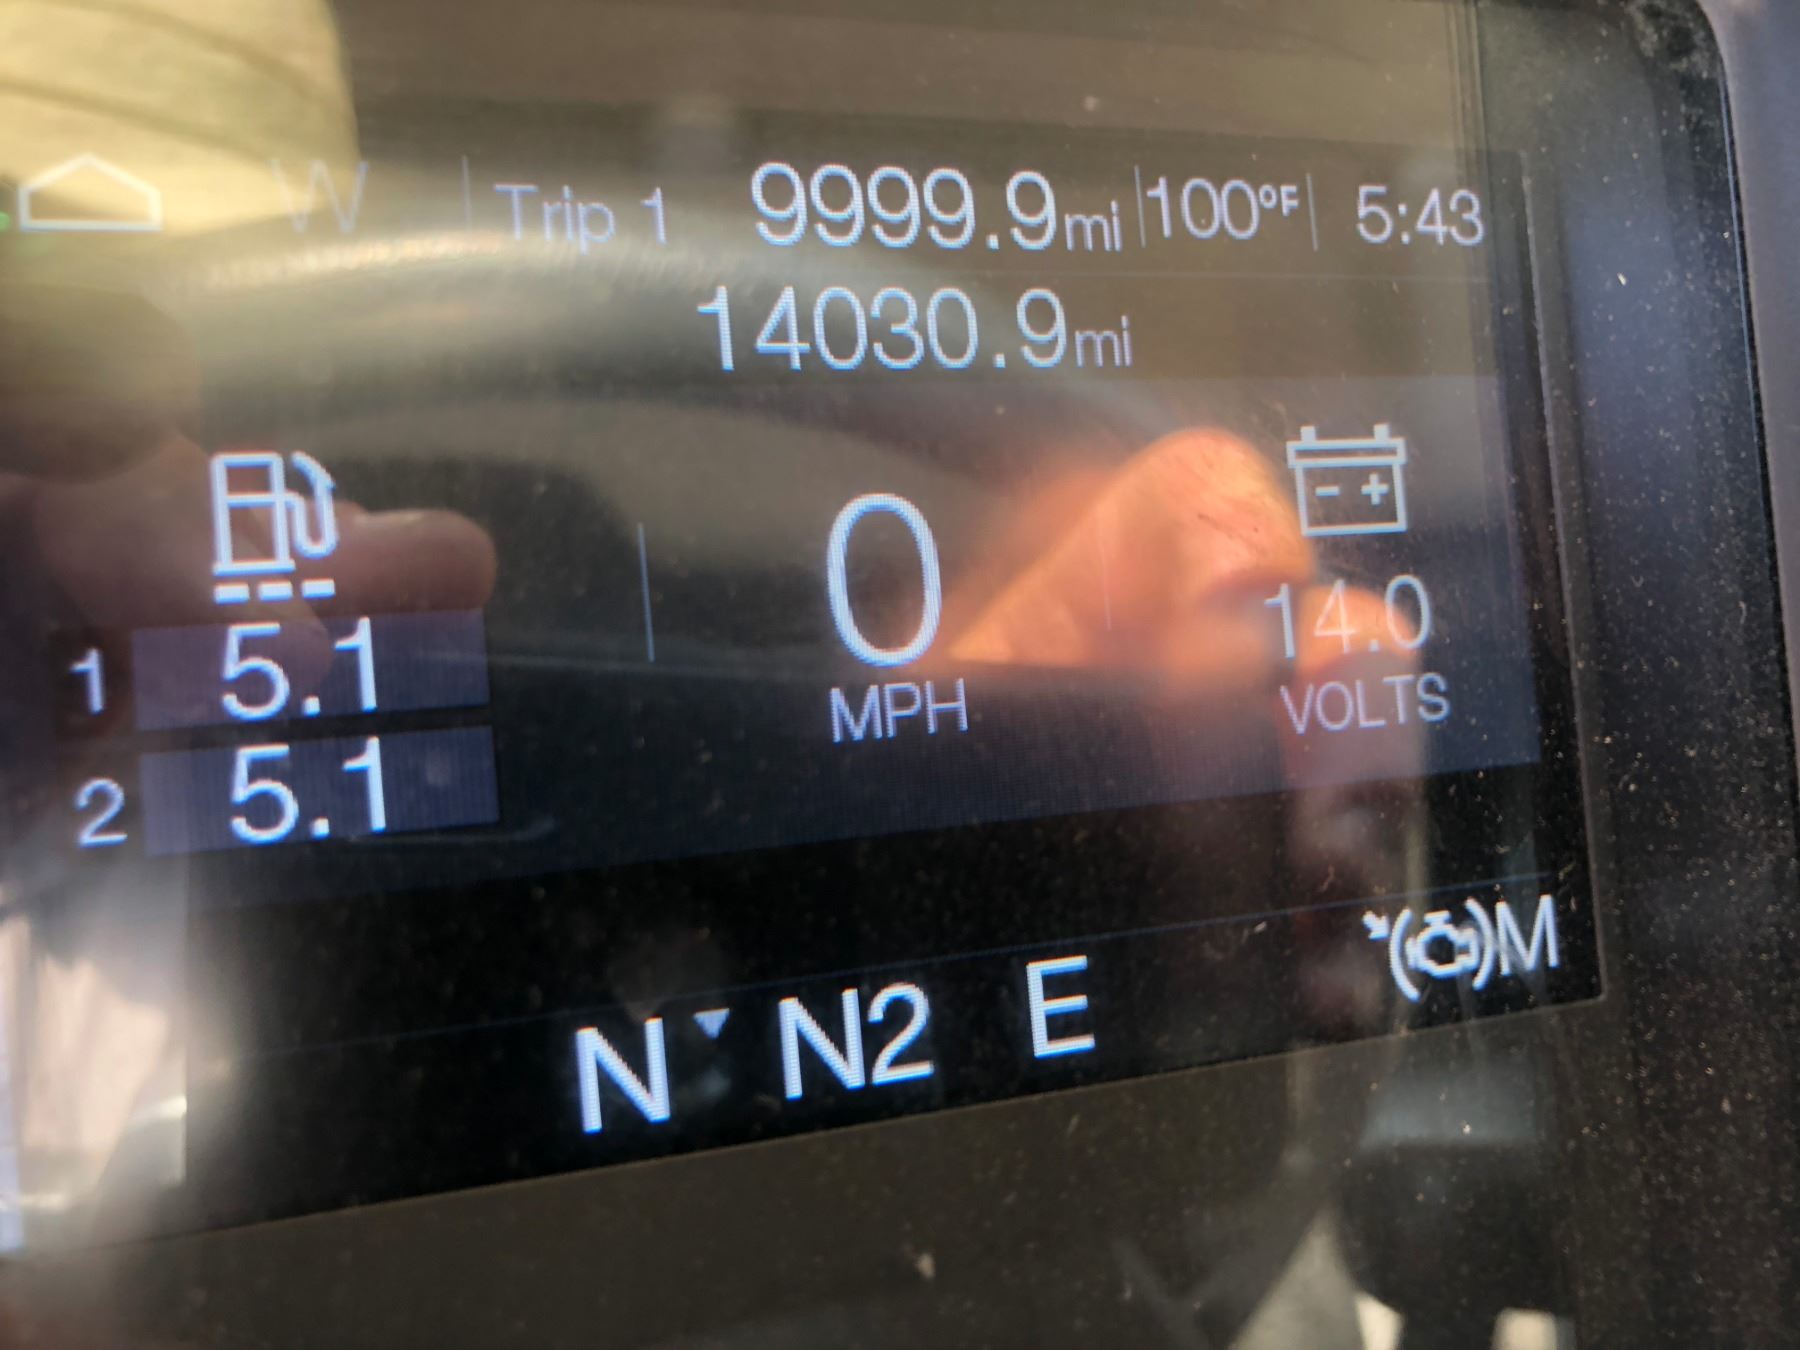 W Trip 1 9999.9mi 100°F 5:43
14030.9mi
- +
1 5.1
2 5.1
0
MPH
14.0
VOLTS
N N2 E M